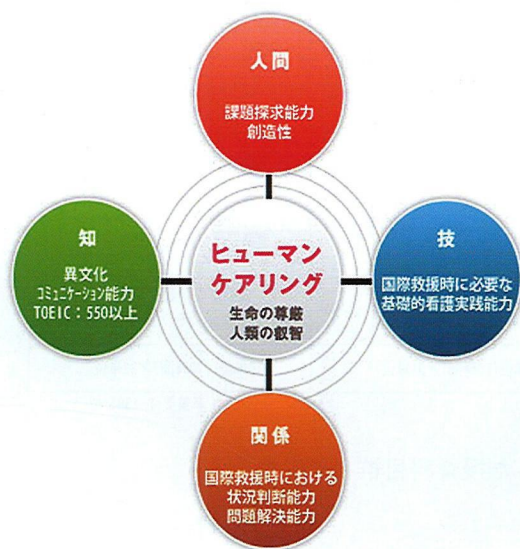 人間
課題探求能力
創造性
知
異文化
コミュニケーション能力
TOEIC：550以上
ヒューマン
ケアリング
生命の尊厳
人類の叡智
技
国際救援時に必要な
基礎的看護実践能力
関係
国際救援時における
状況判断能力
問題解決能力